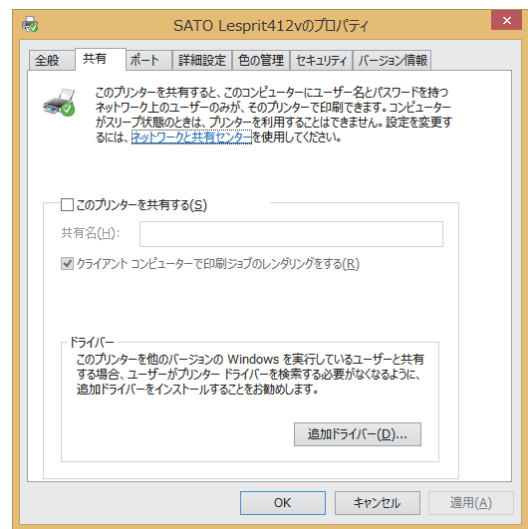 SATO Lesprit412vのプロパティ
全般 共有 ポート 詳細設定 色の管理 セキュリティ バージョン情報
このプリンターを共有すると、このコンピューターにユーザー名とパスワードを持つ
ネットワーク上のユーザーのみが、そのプリンターで印刷できます。コンピューター
がスリープ状態のときは、プリンターを利用することはできません。設定を変更す
るには、ネットワークと共有センターを使用してください。
このプリンターを共有する(S)
共有名(H):
クライアント コンピューターで印刷ジョブのレンダリングをする(R)
ドライバー
このプリンターを他のバージョンの Windows を実行しているユーザーと共有
する場合、ユーザーがプリンター ドライバーを検索する必要がなくなるように、
追加ドライバーをインストールすることをお勧めします。
追加ドライバー(D)...
OK キャンセル 適用(A)